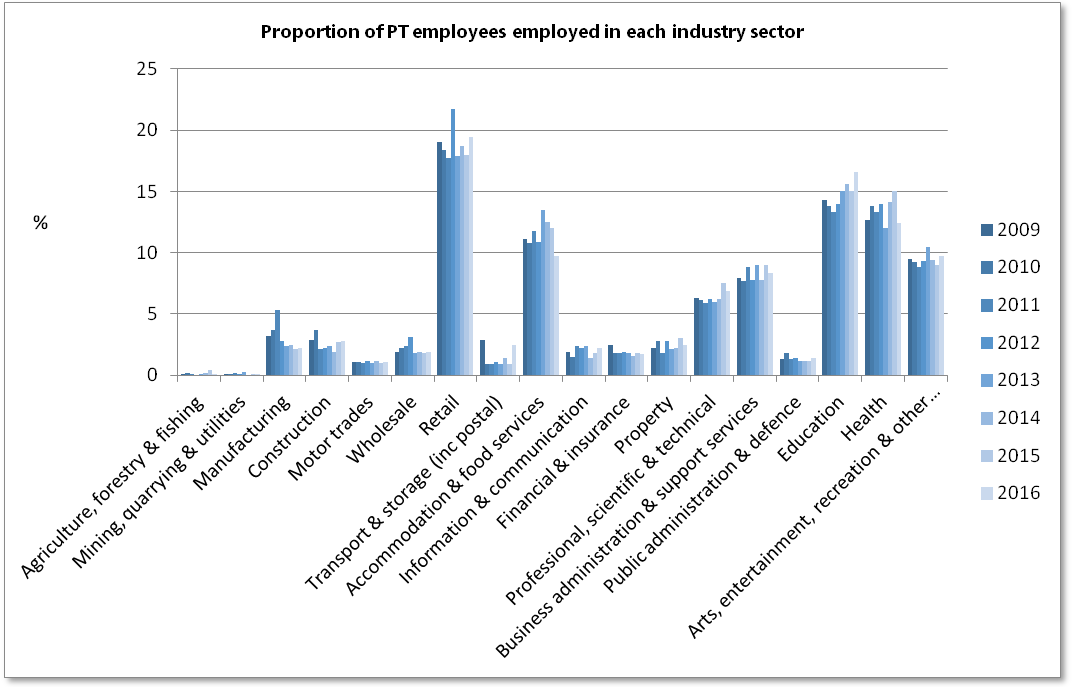 Proportion of PT employees employed in each industry sector
25
20
15
10
5
0
%
Agriculture, forestry & fishing
Mining, quarrying & utilities
Manufacturing
Construction
Motor trades
Wholesale
Retail
Transport & storage (inc postal)
Accommodation & food services
Information & communication
Financial & insurance
Property
Professional, scientific & technical
Business administration & support services
Public administration & defence
Education
Health
Arts, entertainment, recreation & other...
2009
2010
2011
2012
2013
2014
2015
2016